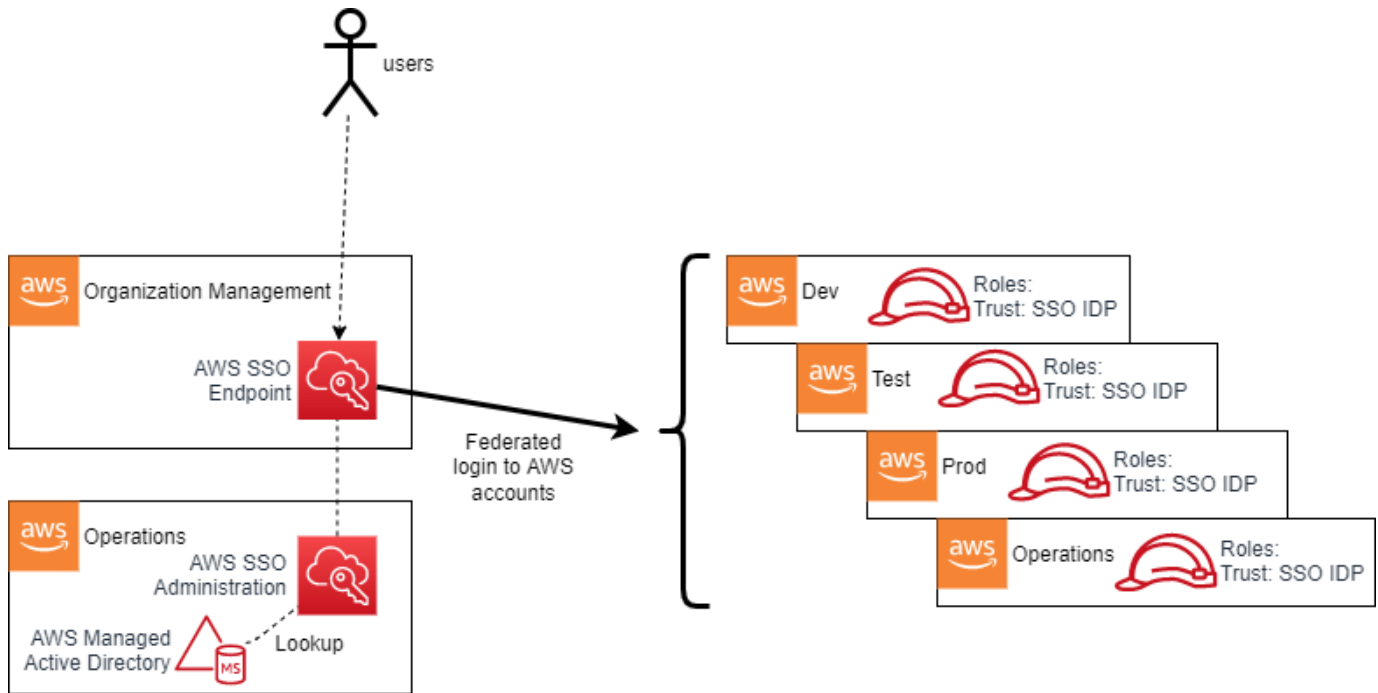 users
aws
Organization Management
AWS SSO
Endpoint
Federated
login to AWS
accounts
aws
Operations
AWS SSO
Administration
AWS Managed
Active Directory
MS
Lookup
aws
Dev
Roles:
Trust: SSO IDP
aws
Test
Roles:
Trust: SSO IDP
aws
Prod
Roles:
Trust: SSO IDP
aws
Operations
Roles:
Trust: SSO IDP